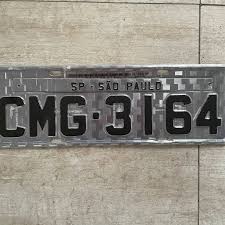 SP - SÃO PAULO
CMG·3164